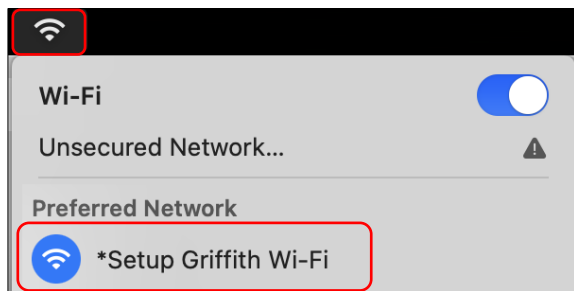 Wi-Fi
Unsecured Network...
Preferred Network
*Setup Griffith Wi-Fi